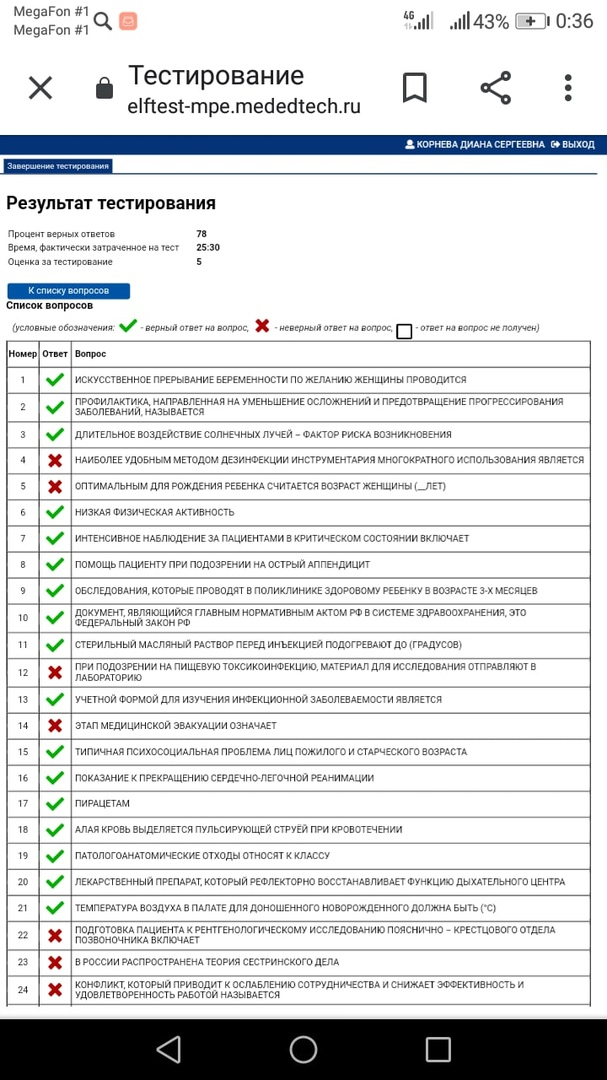 MegaFon #1
MegaFon #1
4G
43%
0:36
Тестирование
elftest-mpe.mededtech.ru
КОРНЕВА ДИАНА СЕРГЕЕВНА ВЫХОД
Завершение тестирования
Результат тестирования
Процент верных ответов 78
Время, фактически затраченное на тест 25:30
Оценка за тестирование 5
К списку вопросов
Список вопросов
(условные обозначения: - верный ответ на вопрос, - неверный ответ на вопрос, - ответ на вопрос не получен)
Номер Ответ Вопрос
1 ИСКУССТВЕННОЕ ПРЕРЫВАНИЕ БЕРЕМЕННОСТИ ПО ЖЕЛАНИЮ ЖЕНЩИНЫ ПРОВОДИТСЯ
2 ПРОФИЛАКТИКА, НАПРАВЛЕННАЯ НА УМЕНЬШЕНИЕ ОСЛОЖНЕНИЙ И ПРЕДОТВРАЩЕНИЕ ПРОГРЕССИРОВАНИЯ
ЗАБОЛЕВАНИЙ, НАЗЫВАЕТСЯ
3 ДЛИТЕЛЬНОЕ ВОЗДЕЙСТВИЕ СОЛНЕЧНЫХ ЛУЧЕЙ – ФАКТОР РИСКА ВОЗНИКНОВЕНИЯ
4 НАИБОЛЕЕ УДОБНЫМ МЕТОДОМ ДЕЗИНФЕКЦИИ ИНСТРУМЕНТАРИЯ МНОГОКРАТНОГО ИСПОЛЬЗОВАНИЯ ЯВЛЯЕТСЯ
5 ОПТИМАЛЬНЫМ ДЛЯ РОЖДЕНИЯ РЕБЕНКА СЧИТАЕТСЯ ВОЗРАСТ ЖЕНЩИНЫ (__ЛЕТ)
6 НИЗКАЯ ФИЗИЧЕСКАЯ АКТИВНОСТЬ
7 ИНТЕНСИВНОЕ НАБЛЮДЕНИЕ ЗА ПАЦИЕНТАМИ В КРИТИЧЕСКОМ СОСТОЯНИИ ВКЛЮЧАЕТ
8 ПОМОЩЬ ПАЦИЕНТУ ПРИ ПОДОЗРЕНИИ НА ОСТРЫЙ АППЕНДИЦИТ
9 ОБСЛЕДОВАНИЯ, КОТОРЫЕ ПРОВОДЯТ В ПОЛИКЛИНИКЕ ЗДОРОВОМУ РЕБЕНКУ В ВОЗРАСТЕ 3-Х МЕСЯЦЕВ
10 ДОКУМЕНТ, ЯВЛЯЮЩИЙСЯ ГЛАВНЫМ НОРМАТИВНЫМ АКТОМ РФ В СИСТЕМЕ ЗДРАВООХРАНЕНИЯ, ЭТО
ФЕДЕРАЛЬНЫЙ ЗАКОН РФ
11 СТЕРИЛЬНЫЙ МАСЛЯНЫЙ РАСТВОР ПЕРЕД ИНЪЕКЦИЕЙ ПОДОГРЕВАЮТ ДО (ГРАДУСОВ)
12 ПРИ ПОДОЗРЕНИИ НА ПИЩЕВУЮ ТОКСИКОИНФЕКЦИЮ, МАТЕРИАЛ ДЛЯ ИССЛЕДОВАНИЯ ОТПРАВЛЯЮТ В
ЛАБОРАТОРИЮ
13 УЧЕТНОЙ ФОРМОЙ ДЛЯ ИЗУЧЕНИЯ ИНФЕКЦИОННОЙ ЗАБОЛЕВАЕМОСТИ ЯВЛЯЕТСЯ
14 ЭТАП МЕДИЦИНСКОЙ ЭВАКУАЦИИ ОЗНАЧАЕТ
15 ТИПИЧНАЯ ПСИХОСОЦИАЛЬНАЯ ПРОБЛЕМА ЛИЦ ПОЖИЛОГО И СТАРЧЕСКОГО ВОЗРАСТА
16 ПОКАЗАНИЕ К ПРЕКРАЩЕНИЮ СЕРДЕЧНО-ЛЕГОЧНОЙ РЕАНИМАЦИИ
17 ПИРАЦЕТАМ
18 АЛАЯ КРОВЬ ВЫДЕЛЯЕТСЯ ПУЛЬСИРУЮЩЕЙ СТРУЁЙ ПРИ КРОВОТЕЧЕНИИ
19 ПАТОЛОГОАНАТОМИЧЕСКИЕ ОТХОДЫ ОТНОСЯТ К КЛАССУ
20 ЛЕКАРСТВЕННЫЙ ПРЕПАРАТ, КОТОРЫЙ РЕФЛЕКТОРНО ВОССТАНАВЛИВАЕТ ФУНКЦИЮ ДЫХАТЕЛЬНОГО ЦЕНТРА
21 ТЕМПЕРАТУРА ВОЗДУХА В ПАЛАТЕ ДЛЯ ДОНОШЕННОГО НОВОРОЖДЕННОГО ДОЛЖНА БЫТЬ (°С)
22 ПОДГОТОВКА ПАЦИЕНТА К РЕНТГЕНОЛОГИЧЕСКОМУ ИССЛЕДОВАНИЮ ПОЯСНИЧНО – КРЕСТЦОВОГО ОТДЕЛА
ПОЗВОНОЧНИКА ВКЛЮЧАЕТ
23 В РОССИИ РАСПРОСТРАНЕНА ТЕОРИЯ СЕСТРИНСКОГО ДЕЛА
24 КОНФЛИКТ, КОТОРЫЙ ПРИВОДИТ К ОСЛАБЛЕНИЮ СОТРУДНИЧЕСТВА И СНИЖАЕТ ЭФФЕКТИВНОСТЬ И
УДОВЛЕТВОРЕННОСТЬ РАБОТОЙ НАЗЫВАЕТСЯ